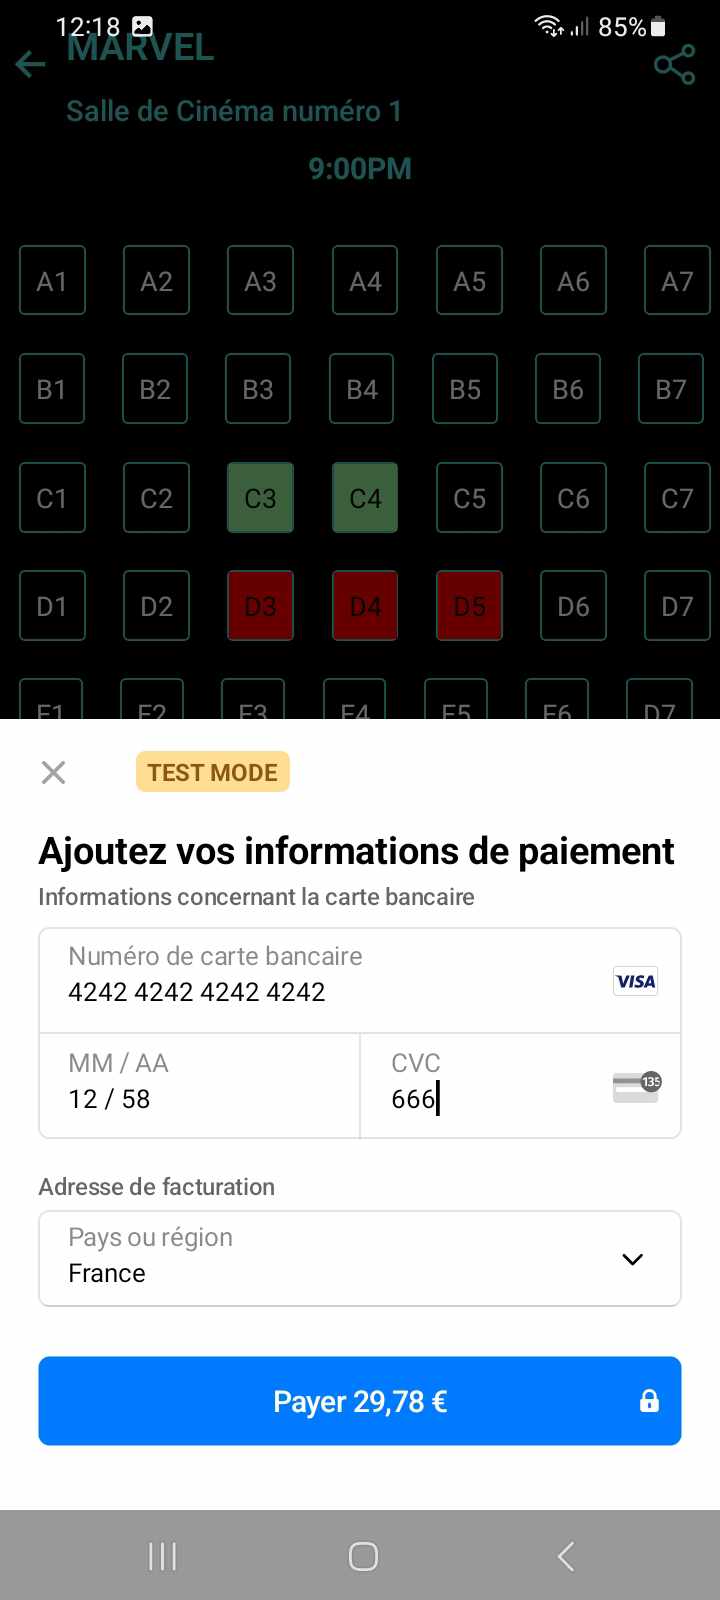 12:18 85%
MARVEL
Salle de Cinéma numéro 1
9:00PM
A1 A2 A3 A4 A5 A6 A7
B1 B2 B3 B4 B5 B6 B7
C1 C2 C3 C4 C5 C6 C7
D1 D2 D3 D4 D5 D6 D7
E1 E2 E3 E4 E5 E6 D7
TEST MODE
Ajoutez vos informations de paiement
Informations concernant la carte bancaire
Numéro de carte bancaire
4242 4242 4242 4242
VISA
MM / AA
12 / 58
CVC
666
135
Adresse de facturation
Pays ou région
France
Payer 29,78 €